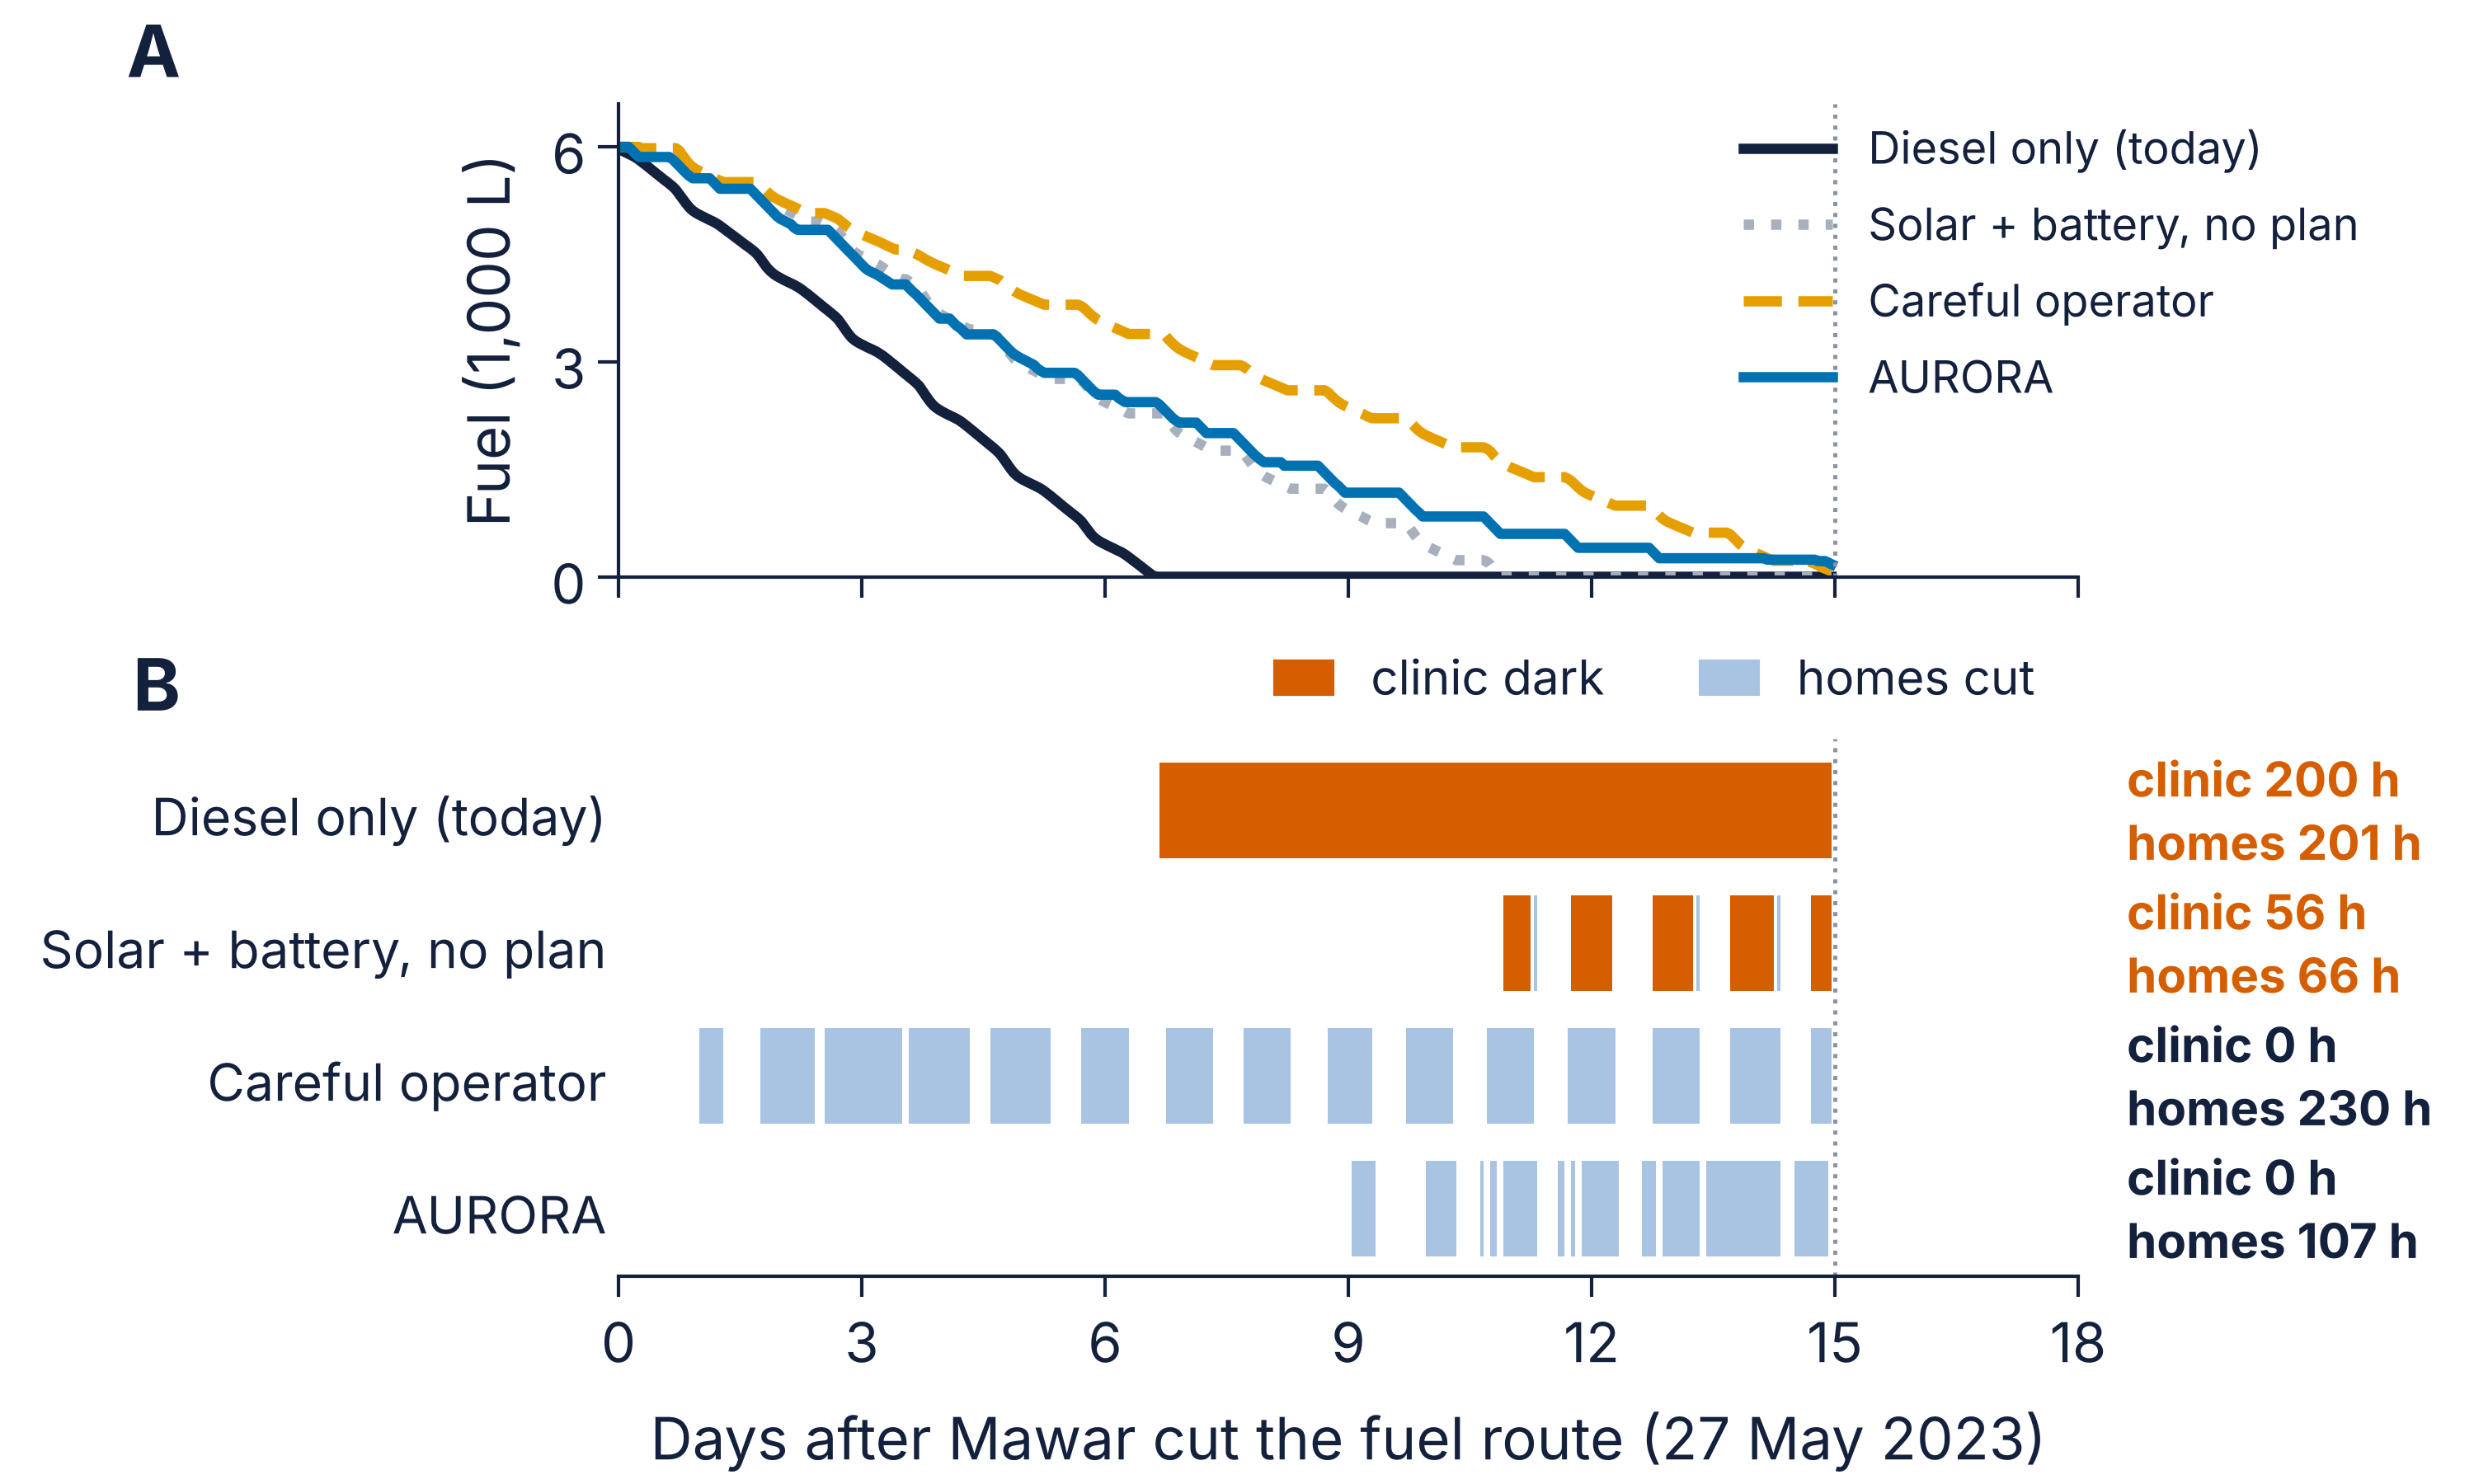 A
Fuel (1,000 L)
6
3
0
Diesel only (today)
Solar + battery, no plan
Careful operator
AURORA
B
clinic dark
homes cut
Diesel only (today)
clinic 200 h
homes 201 h
Solar + battery, no plan
clinic 56 h
homes 66 h
Careful operator
clinic 0 h
homes 230 h
AURORA
clinic 0 h
homes 107 h
0 3 6 9 12 15 18
Days after Mawar cut the fuel route (27 May 2023)